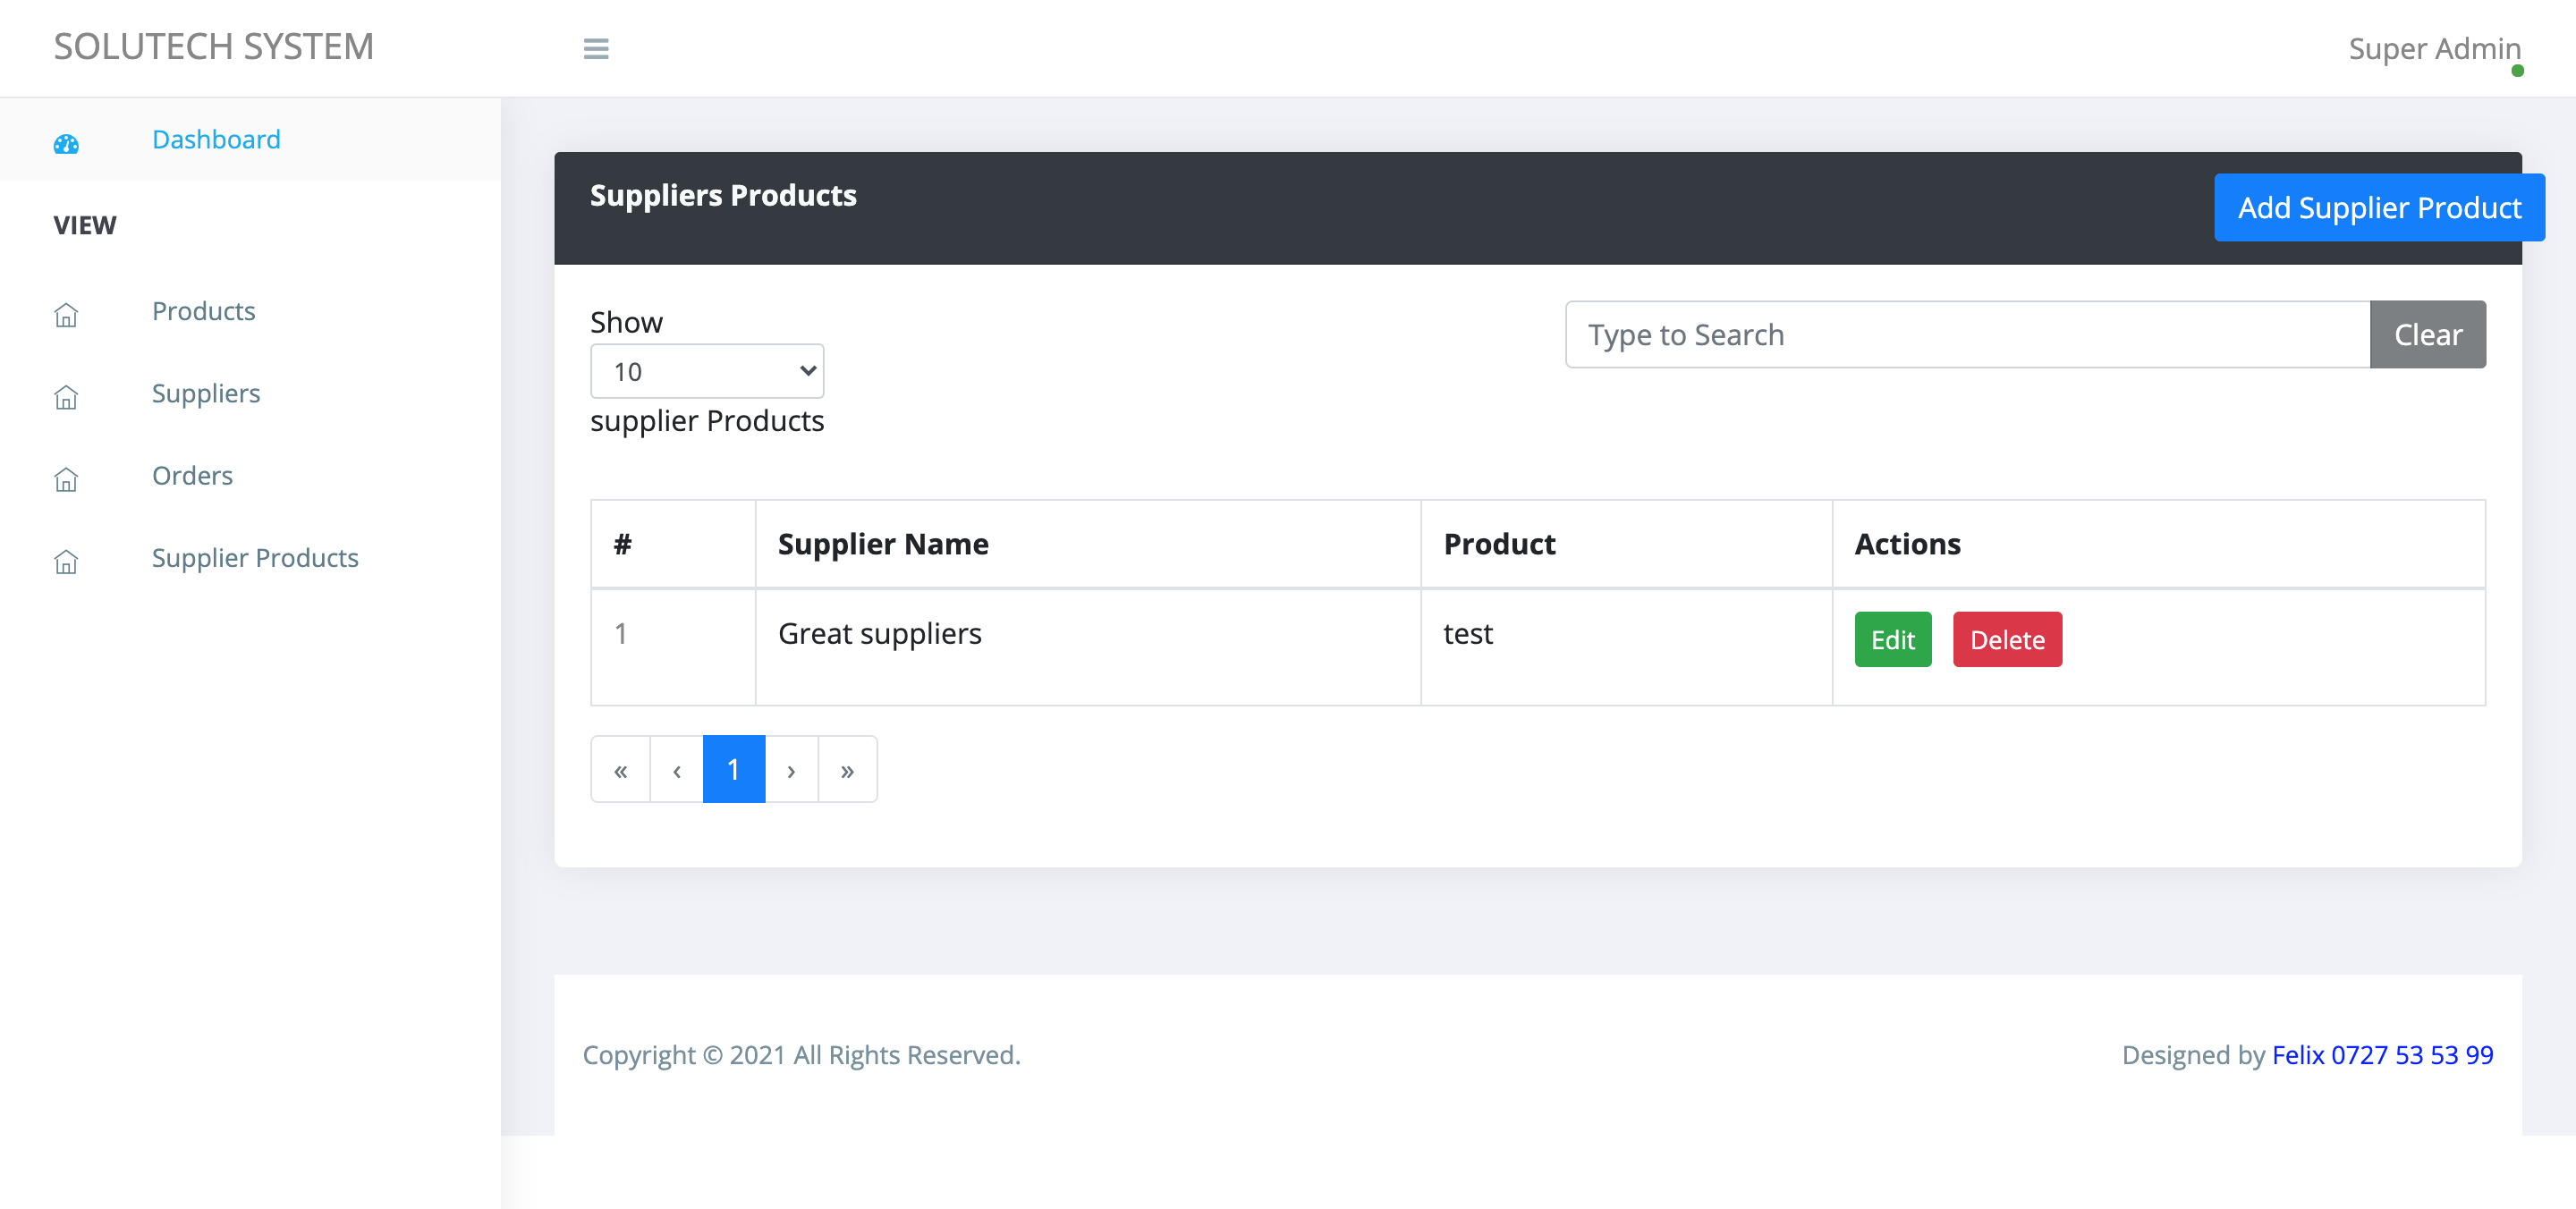 SOLUTECH SYSTEM
Super Admin
Dashboard
VIEW
Products
Suppliers
Orders
Supplier Products
Suppliers Products
Add Supplier Product
Show
10
supplier Products
Type to Search
Clear
# Supplier Name Product Actions
1 Great suppliers test Edit Delete
« ‹ 1 › »
Copyright © 2021 All Rights Reserved.
Designed by Felix 0727 53 53 99